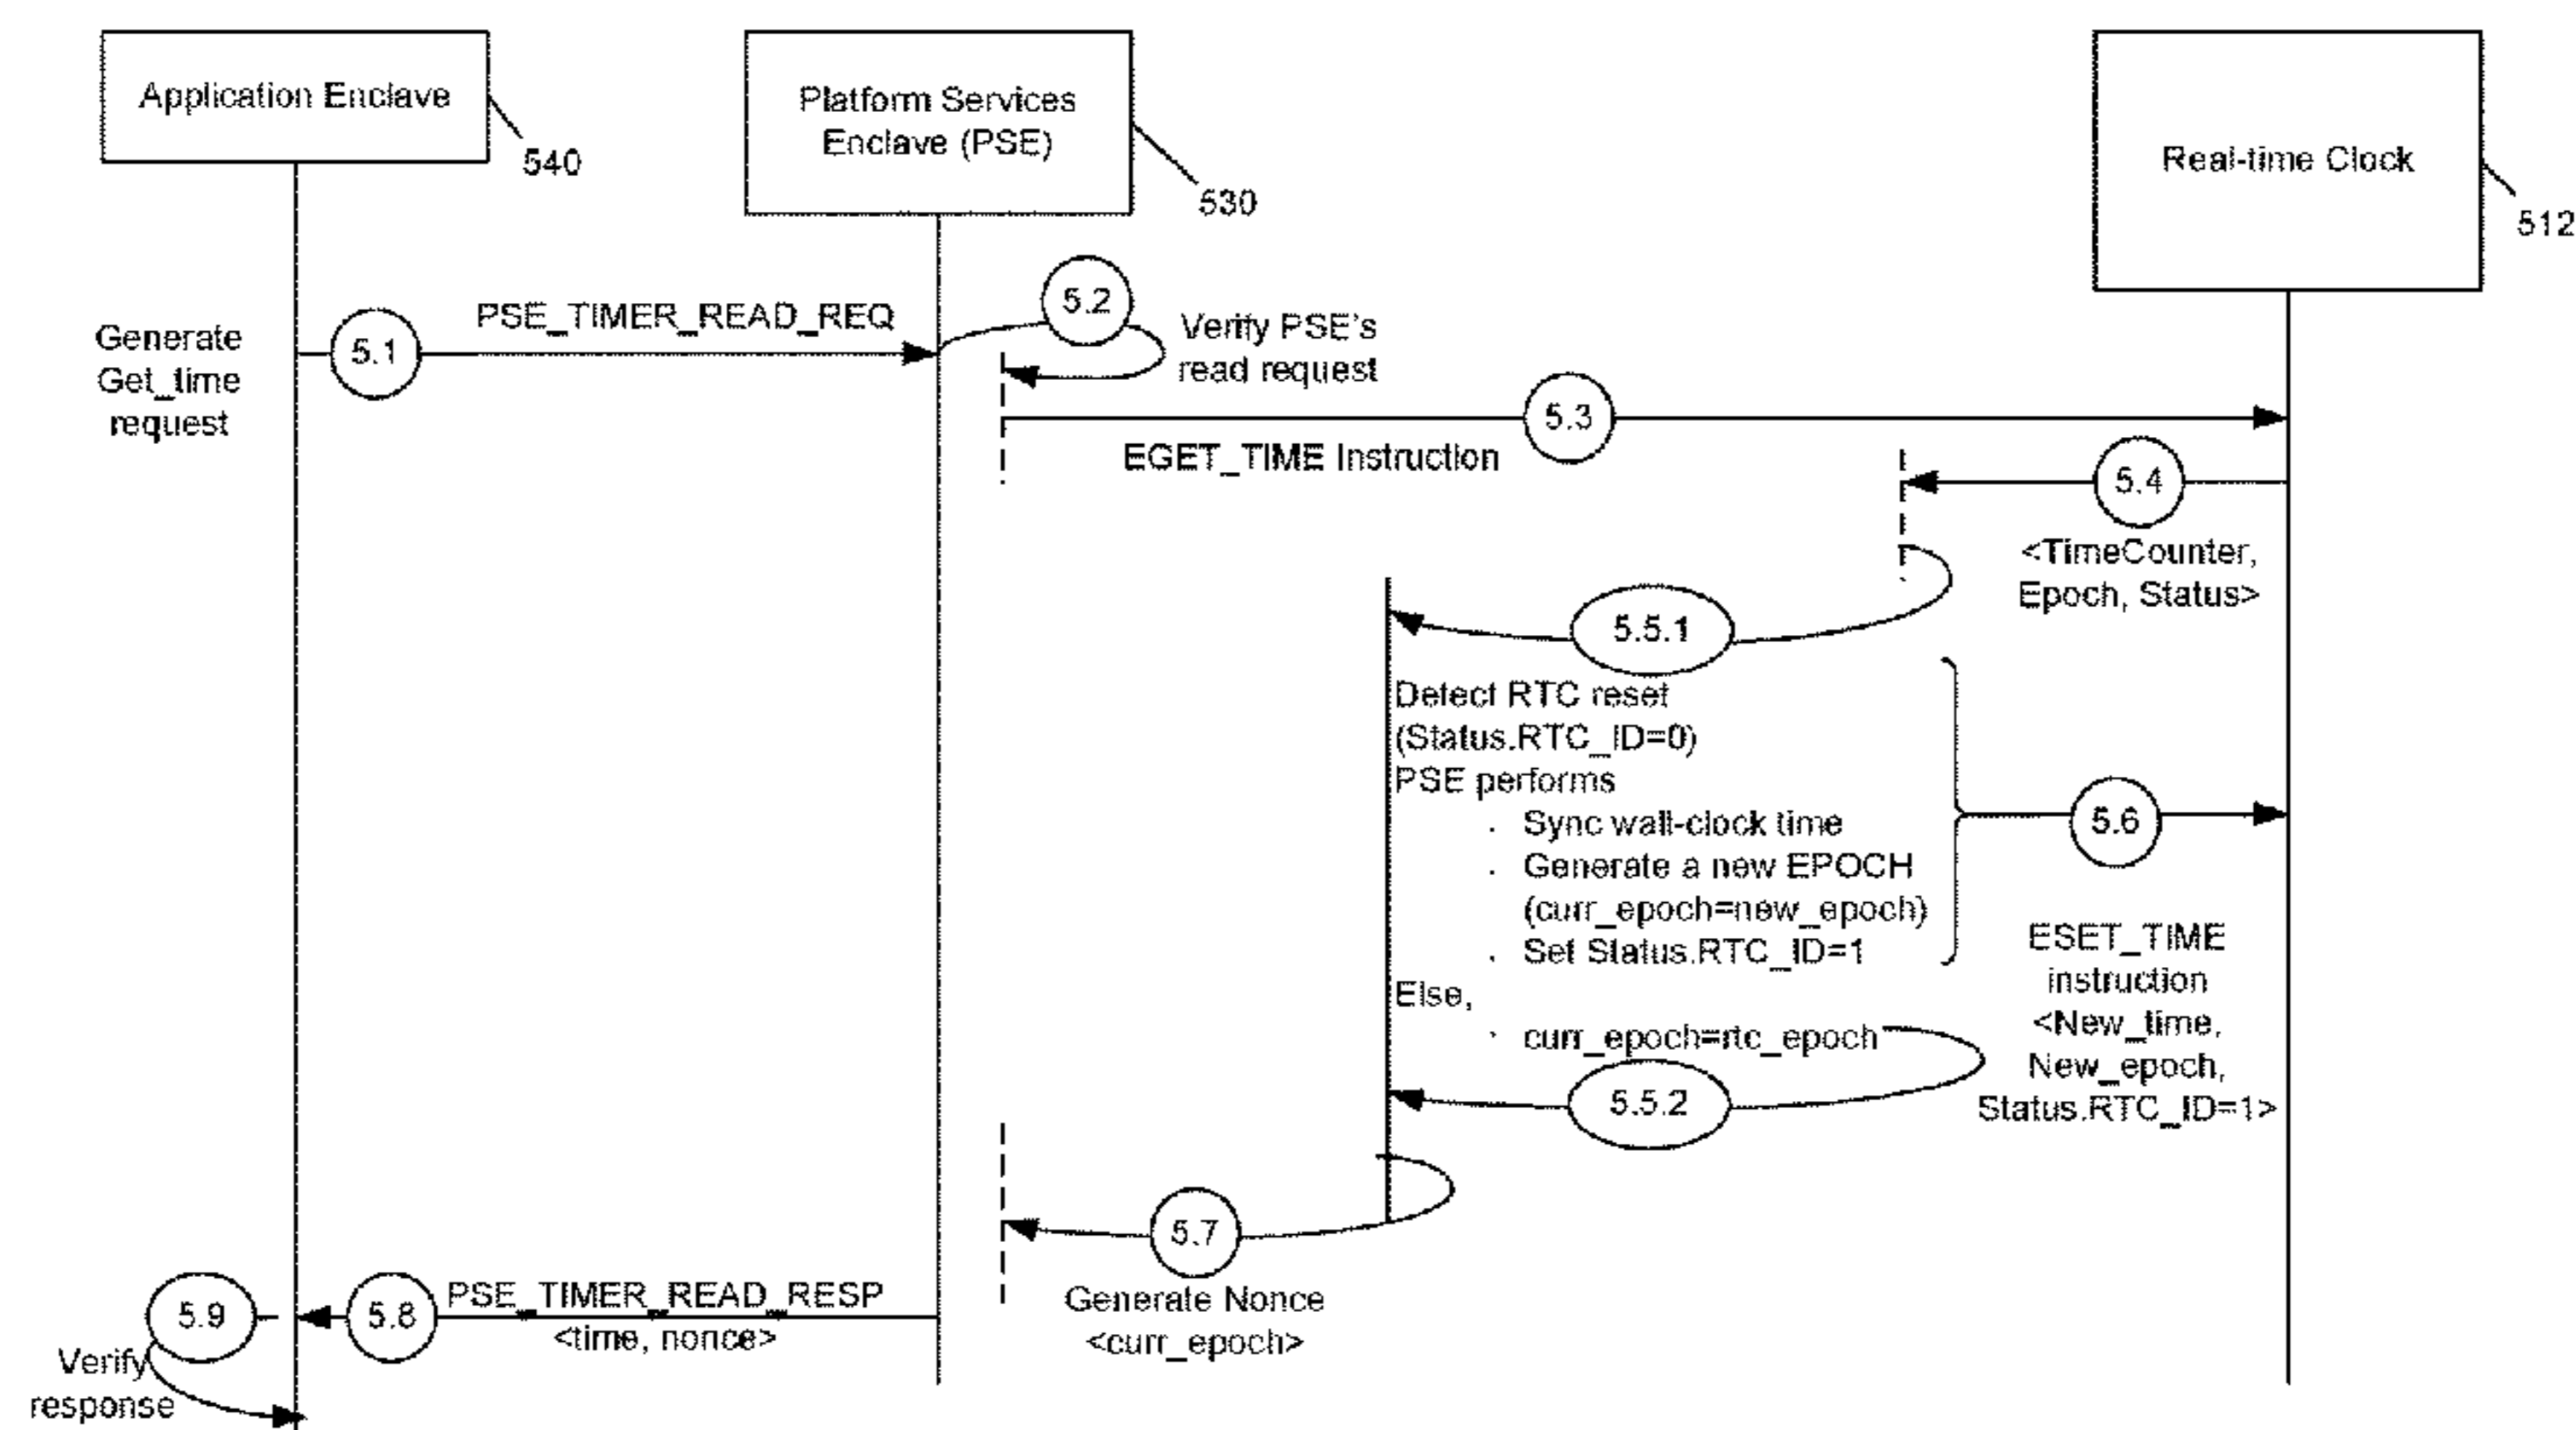 Application Enclave
540
Platform Services
Enclave (PSE)
530
Real-time Clock
512
Generate
Get_time
request
5.1
PSE_TIMER_READ_REQ
5.2
Verify PSE's
read request
5.3
EGET_TIME Instruction
5.4
<TimeCounter,
Epoch, Status>
5.5.1
Detect RTC reset
(Status.RTC_ID=0)
PSE performs
. Sync wall-clock time
. Generate a new EPOCH
(curr_epoch=new_epoch)
. Set Status.RTC_ID=1
Else,
. curr_epoch=rtc_epoch
5.5.2
5.6
ESET_TIME
instruction
<New_time,
New_epoch,
Status.RTC_ID=1>
5.7
Generate Nonce
<curr_epoch>
5.8
PSE_TIMER_READ_RESP
<time, nonce>
5.9
Verify
response